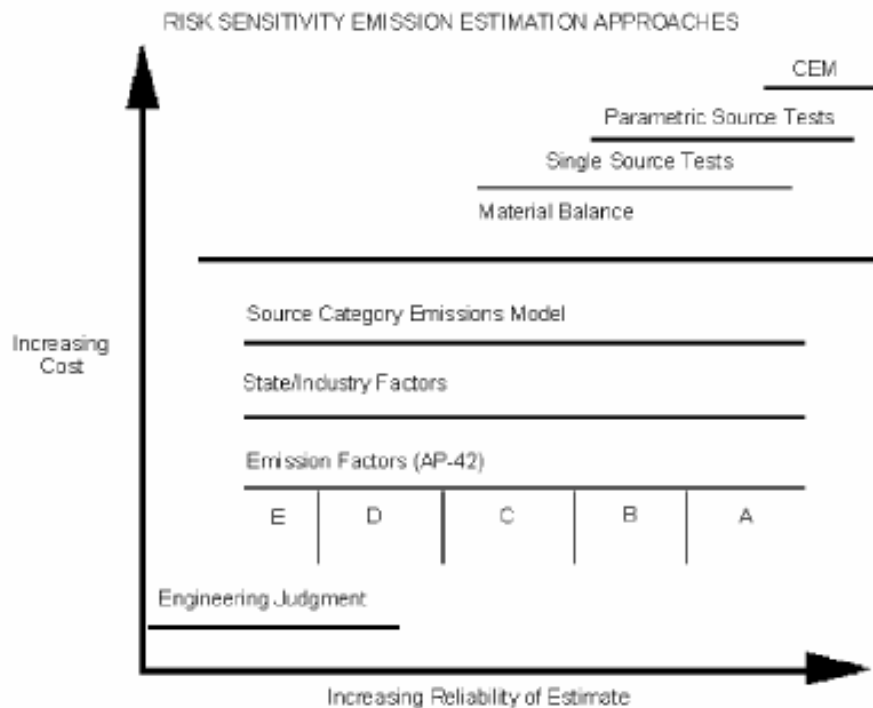 RISK SENSITIVITY EMISSION ESTIMATION APPROACHES
CEM
Parametric Source Tests
Single Source Tests
Material Balance
Source Category Emissions Model
Increasing
Cost
State/Industry Factors
Emission Factors (AP-42)
E D C B A
Engineering Judgment
Increasing Reliability of Estimate